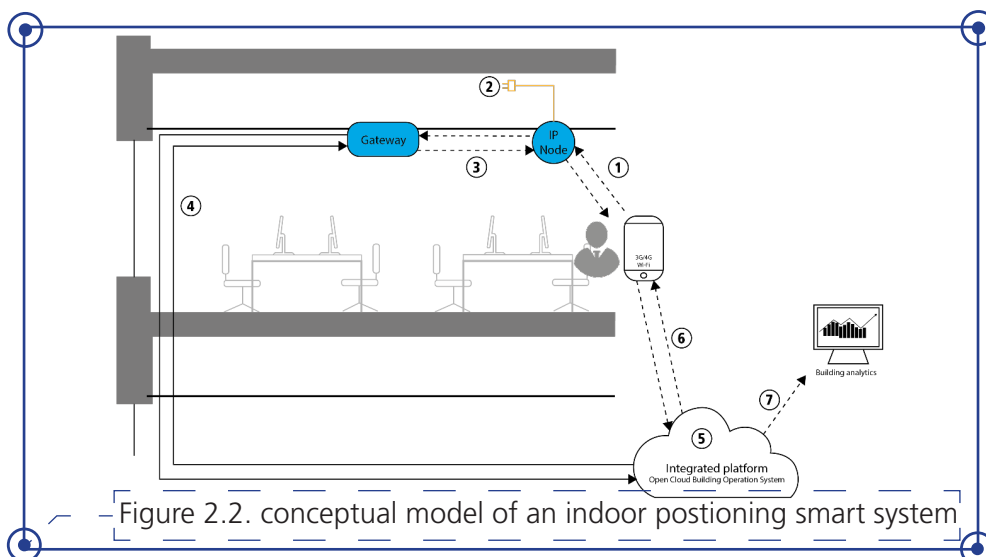 2
Gateway
IP
Node
3
1
4
3G/4G
Wi-Fi
6
Building analytics
7
5
Integrated platform
Open Cloud Building Operation System
Figure 2.2. conceptual model of an indoor postioning smart system